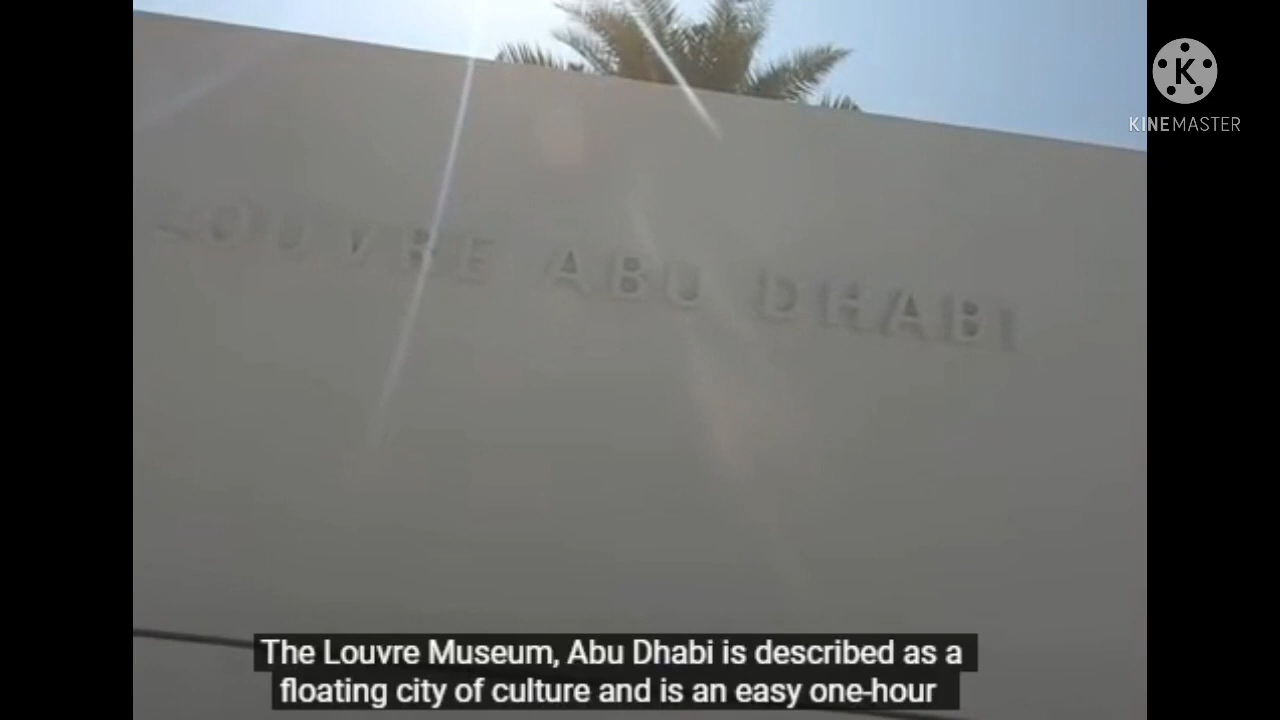 K
KINEMASTER
LOUVRE ABU DHABI
The Louvre Museum, Abu Dhabi is described as a
floating city of culture and is an easy one-hour